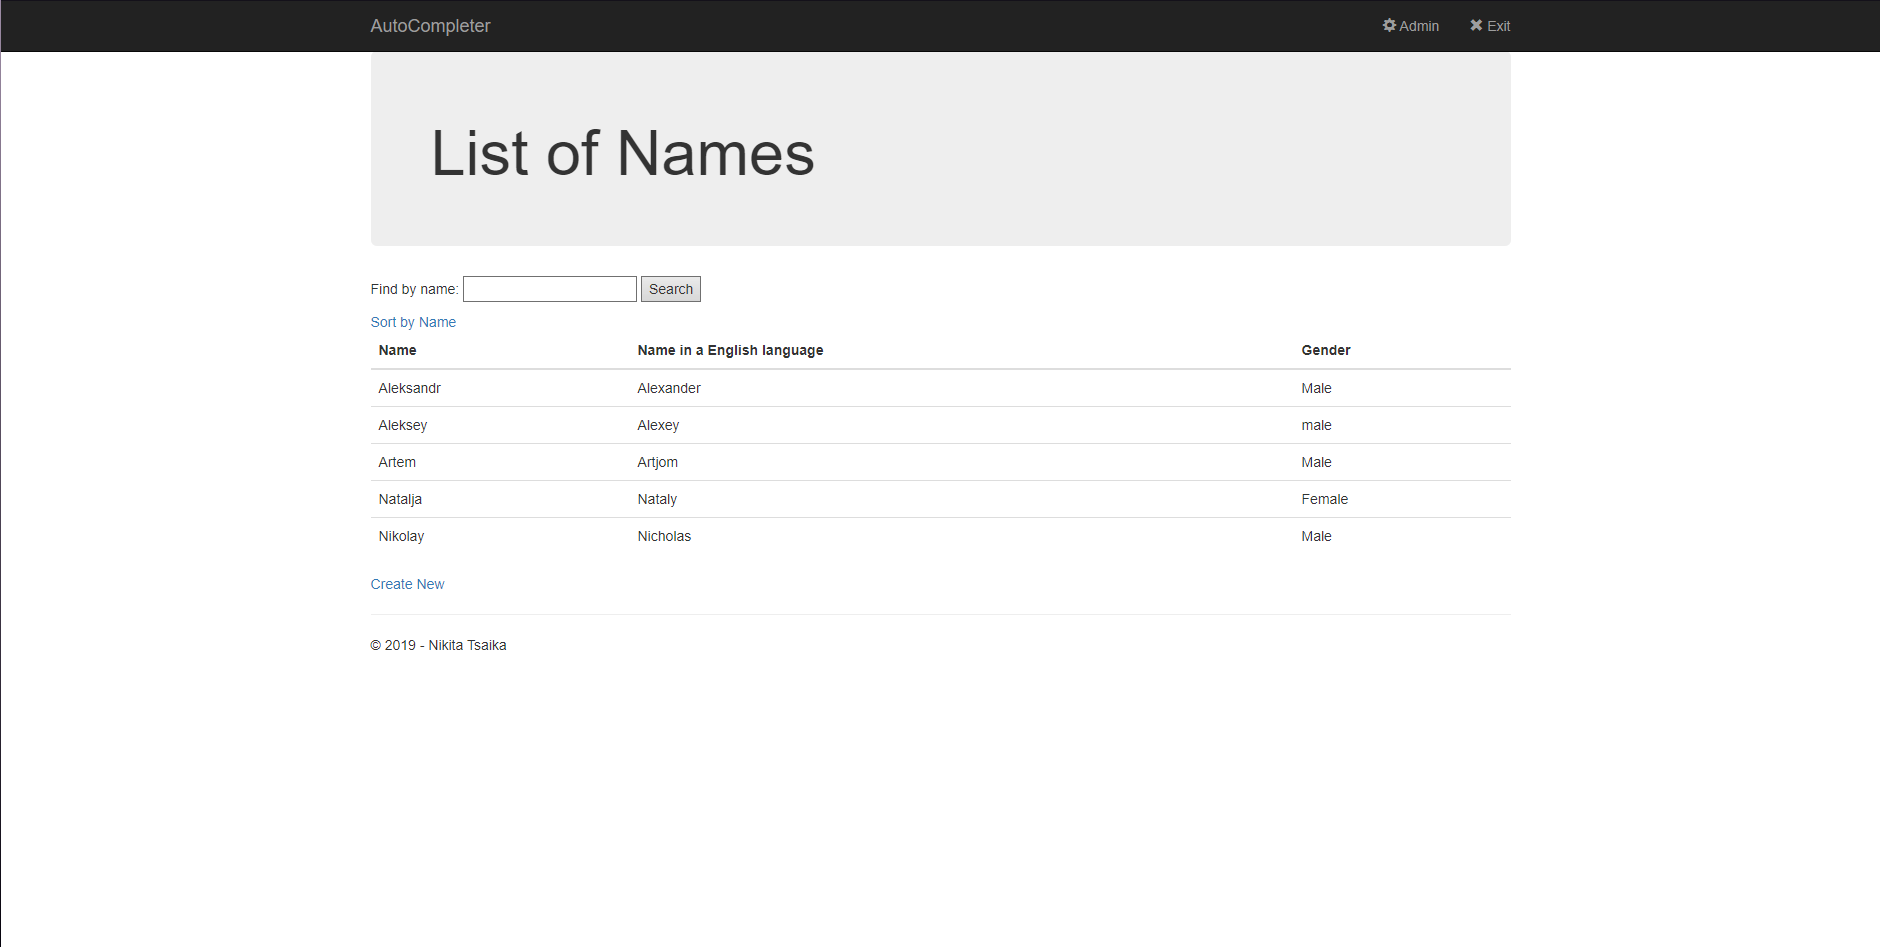 AutoCompleter Admin Exit
List of Names
Find by name: Search
Sort by Name
Name Name in a English language Gender
Aleksandr Alexander Male
Aleksey Alexey male
Artem Artjom Male
Natalja Nataly Female
Nikolay Nicholas Male
Create New
© 2019 - Nikita Tsaika